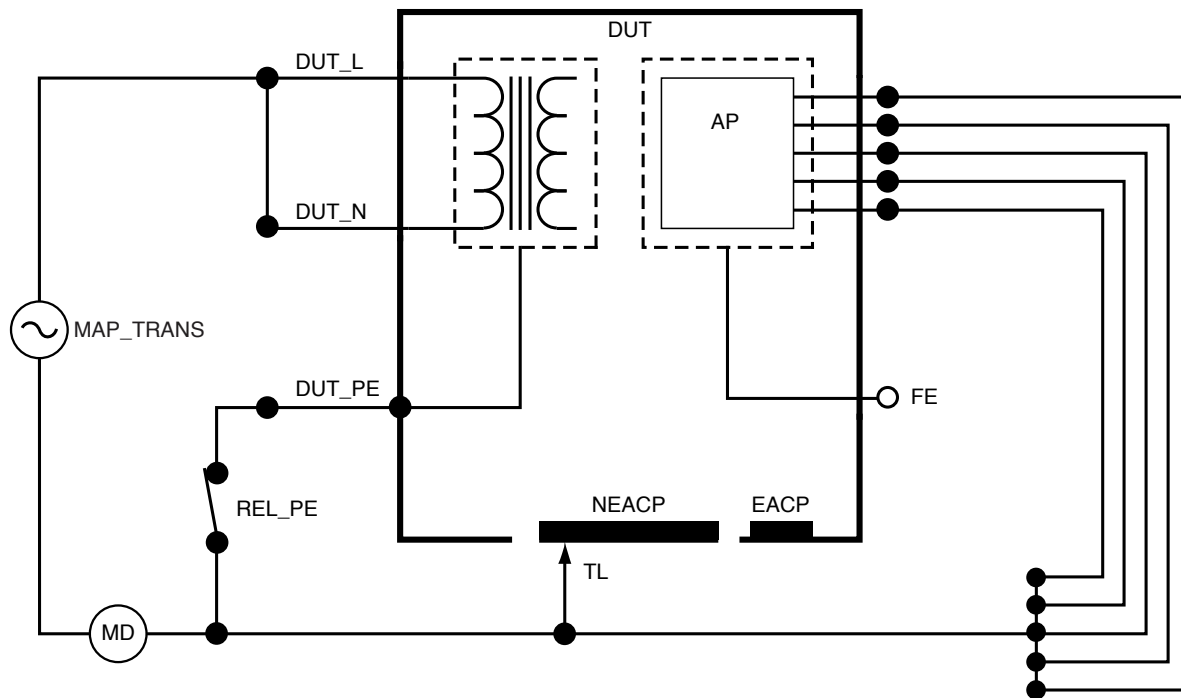 DUT
DUT_L
AP
DUT_N
MAP_TRANS
DUT_PE
FE
REL_PE
NEACP
EACP
TL
MD